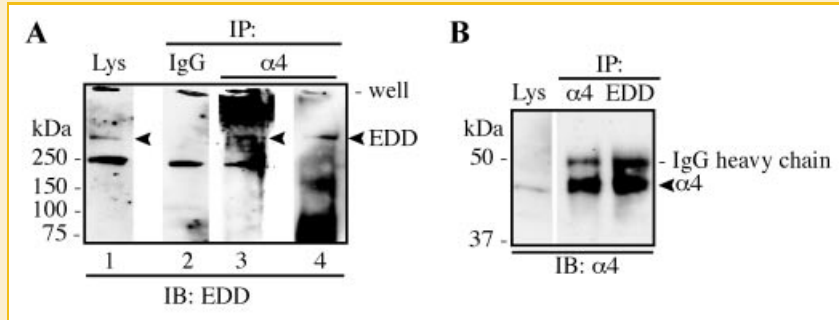 A
IP:
Lys IgG α4
- well
kDa
EDD
250 -
150 -
100 -
75 -
1 2 3 4
IB: EDD
B
IP:
Lys α4 EDD
50 -
- IgG heavy chain
α4
37 -
IB: α4